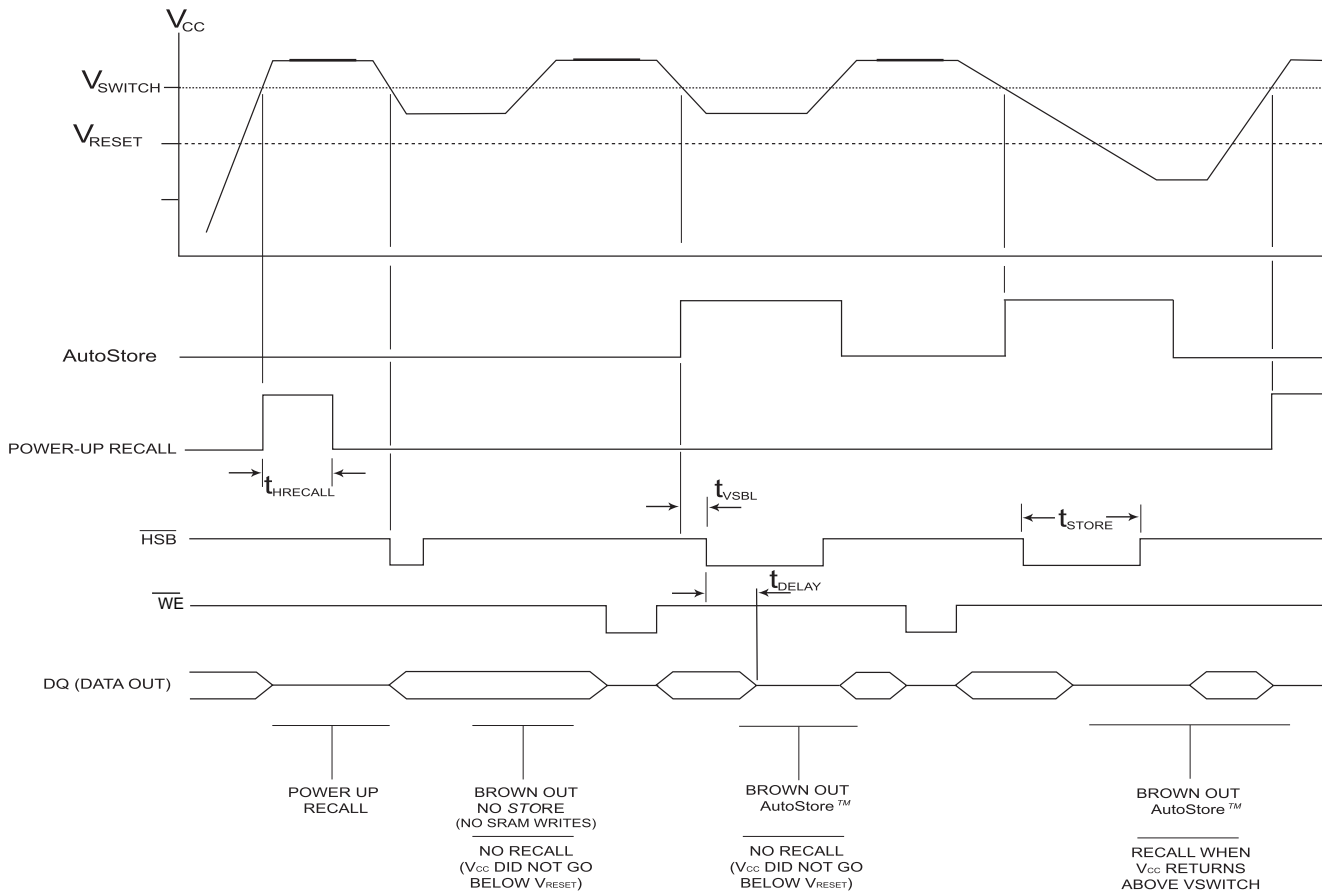 VCC
VSWITCH
VRESET
AutoStore
POWER-UP RECALL
tHRECALL
tVSBL
HSB
tSTORE
tDELAY
WE
DQ (DATA OUT)
POWER UP
RECALL
BROWN OUT
NO STORE
(NO SRAM WRITES)
NO RECALL
(VCC DID NOT GO
BELOW VRESET)
BROWN OUT
AutoStore™
NO RECALL
(VCC DID NOT GO
BELOW VRESET)
BROWN OUT
AutoStore™
RECALL WHEN
VCC RETURNS
ABOVE VSWITCH